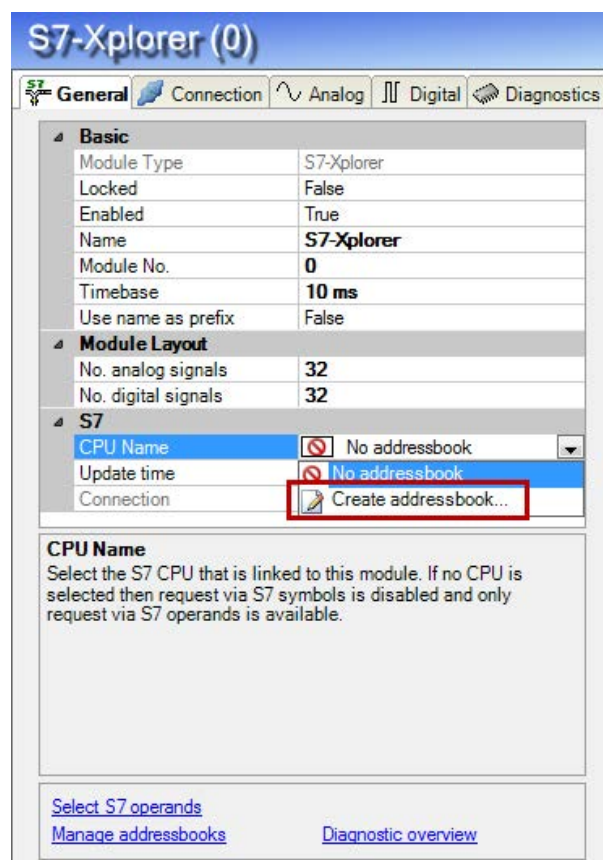 S7-Xplorer (0)
S7 General Connection Analog Digital Diagnostics
Basic
Module Type S7-Xplorer
Locked False
Enabled True
Name S7-Xplorer
Module No. 0
Timebase 10 ms
Use name as prefix False
Module Layout
No. analog signals 32
No. digital signals 32
S7
CPU Name No addressbook
Update time No addressbook
Connection Create addressbook...
CPU Name
Select the S7 CPU that is linked to this module. If no CPU is
selected then request via S7 symbols is disabled and only
request via S7 operands is available.
Select S7 operands
Manage addressbooks Diagnostic overview